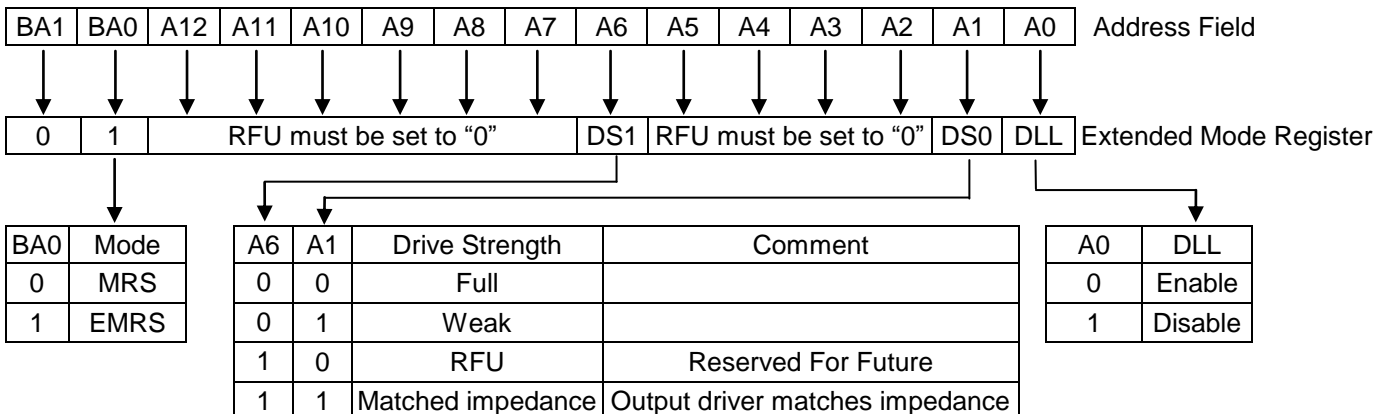 BA1 BA0 A12 A11 A10 A9 A8 A7 A6 A5 A4 A3 A2 A1 A0 Address Field
0 1 RFU must be set to “0” DS1 RFU must be set to “0” DS0 DLL Extended Mode Register
BA0 Mode A6 A1 Drive Strength Comment A0 DLL
0 MRS 0 0 Full 0 Enable
1 EMRS 0 1 Weak 1 Disable
1 0 RFU Reserved For Future
1 1 Matched impedance Output driver matches impedance